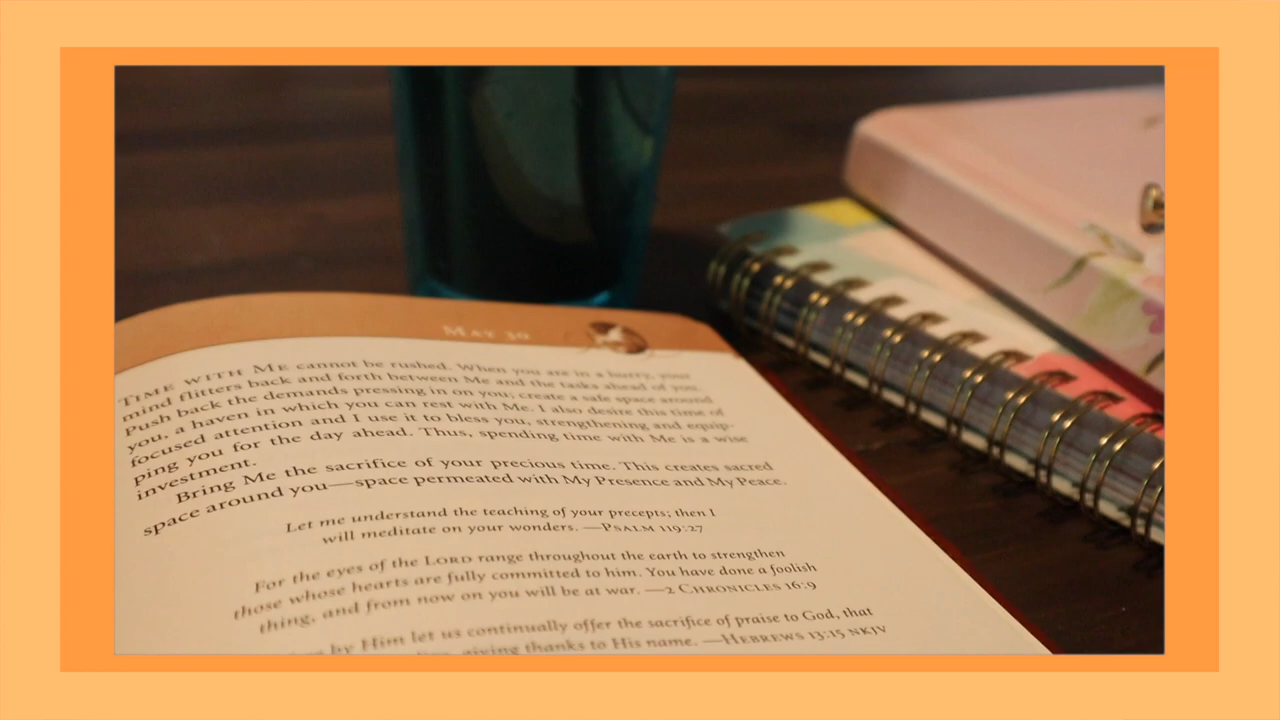 May 30
Time with Me cannot be rushed. When you are in a hurry, your
mind flitters back and forth between Me and the tasks ahead of you.
Push back the demands pressing in on you; create a safe space around
you, a haven in which you can rest with Me. I also desire this time of
focused attention and I use it to bless you, strengthening and equip-
ping you for the day ahead. Thus, spending time with Me is a wise
investment.
Bring Me the sacrifice of your precious time. This creates sacred
space around you—space permeated with My Presence and My Peace.
Let me understand the teaching of your precepts; then I
will meditate on your wonders. —Psalm 119:27
For the eyes of the Lord range throughout the earth to strengthen
those whose hearts are fully committed to him. You have done a foolish
thing, and from now on you will be at war. —2 Chronicles 16:9
by Him let us continually offer the sacrifice of praise to God, that
giving thanks to His name. —Hebrews 13:15 NKJV